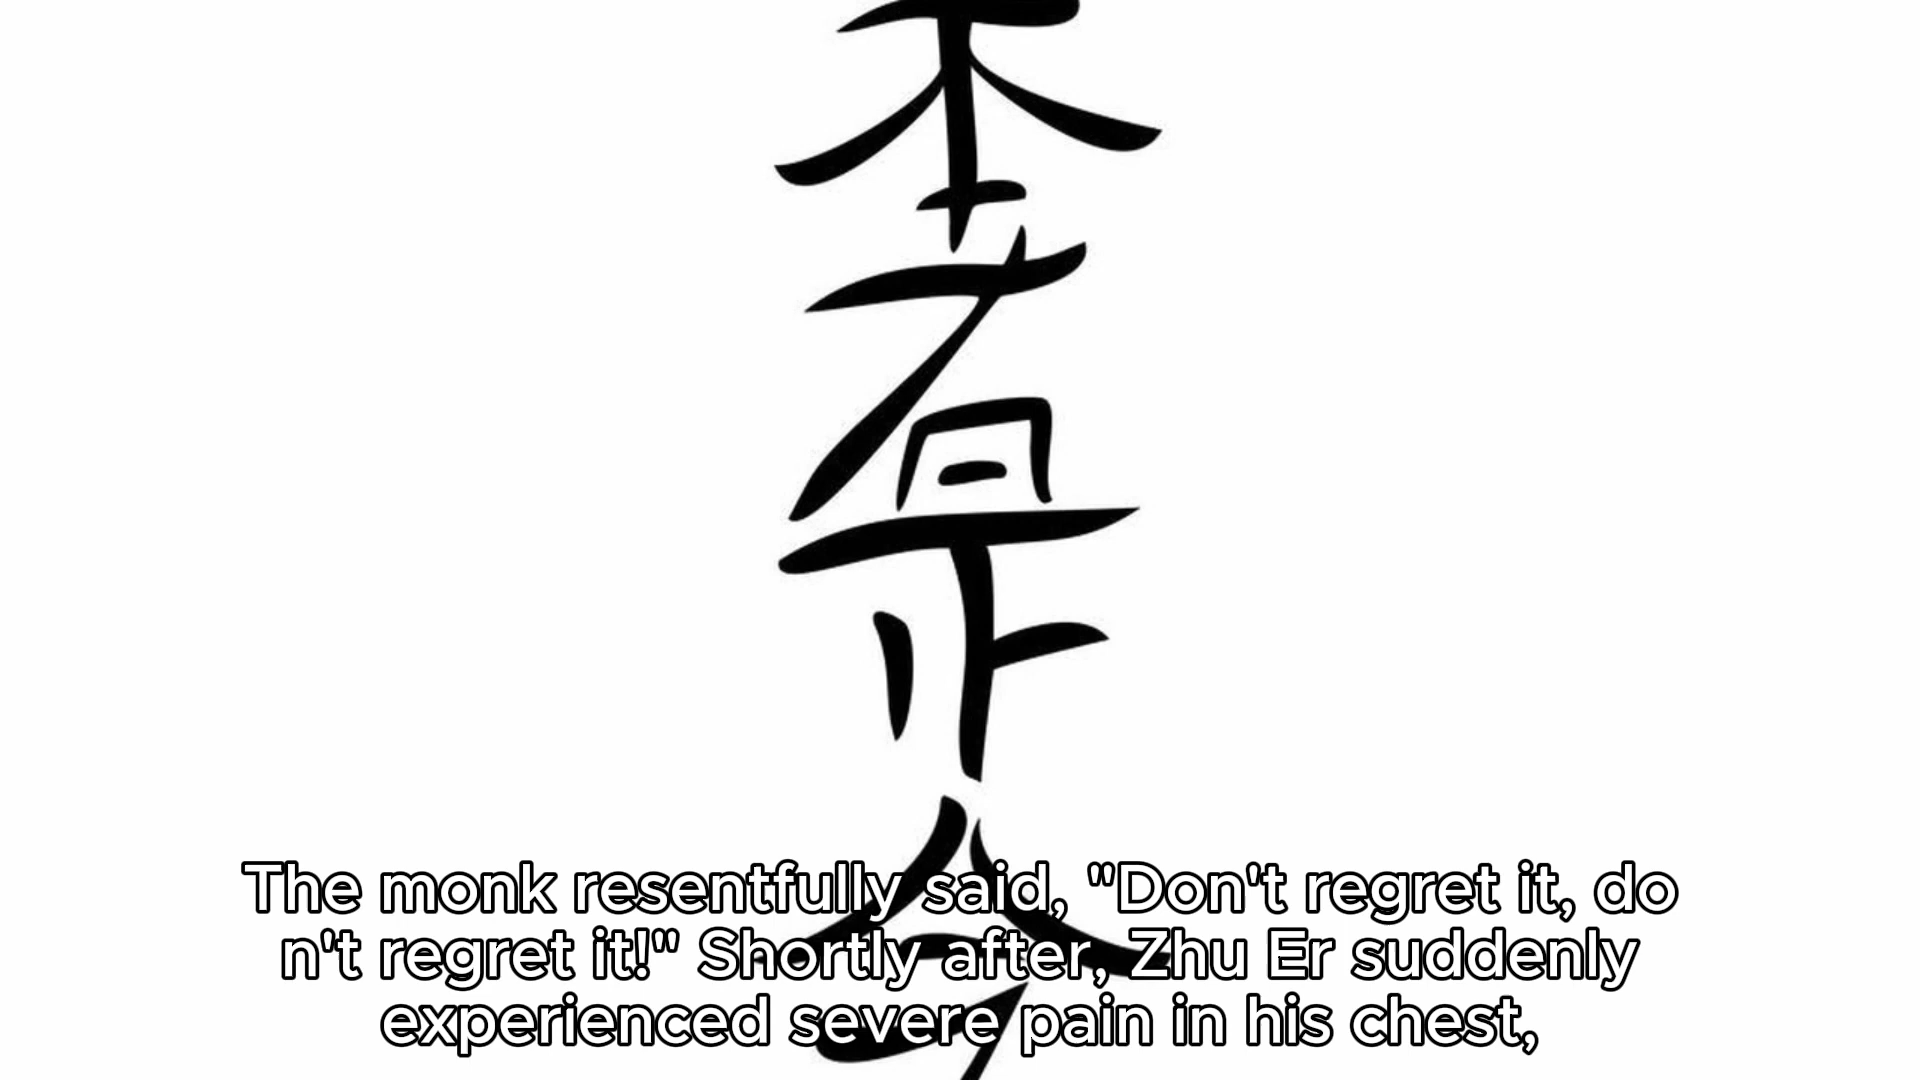 本
The monk resentfully said, "Don't regret it, do
n't regret it!" Shortly after, Zhu Er suddenly
experienced severe pain in his chest,